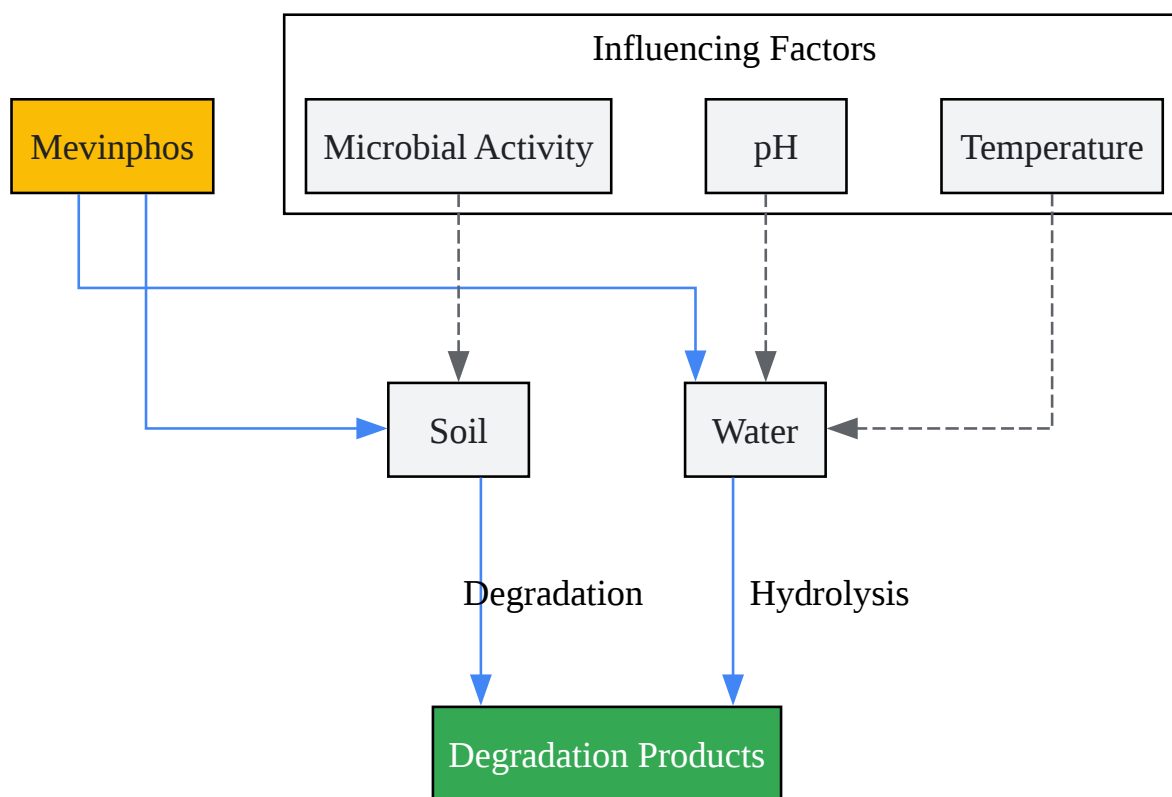 Influencing Factors
Mevinphos
Microbial Activity
pH
Temperature
Soil
Water
Degradation
Hydrolysis
Degradation Products